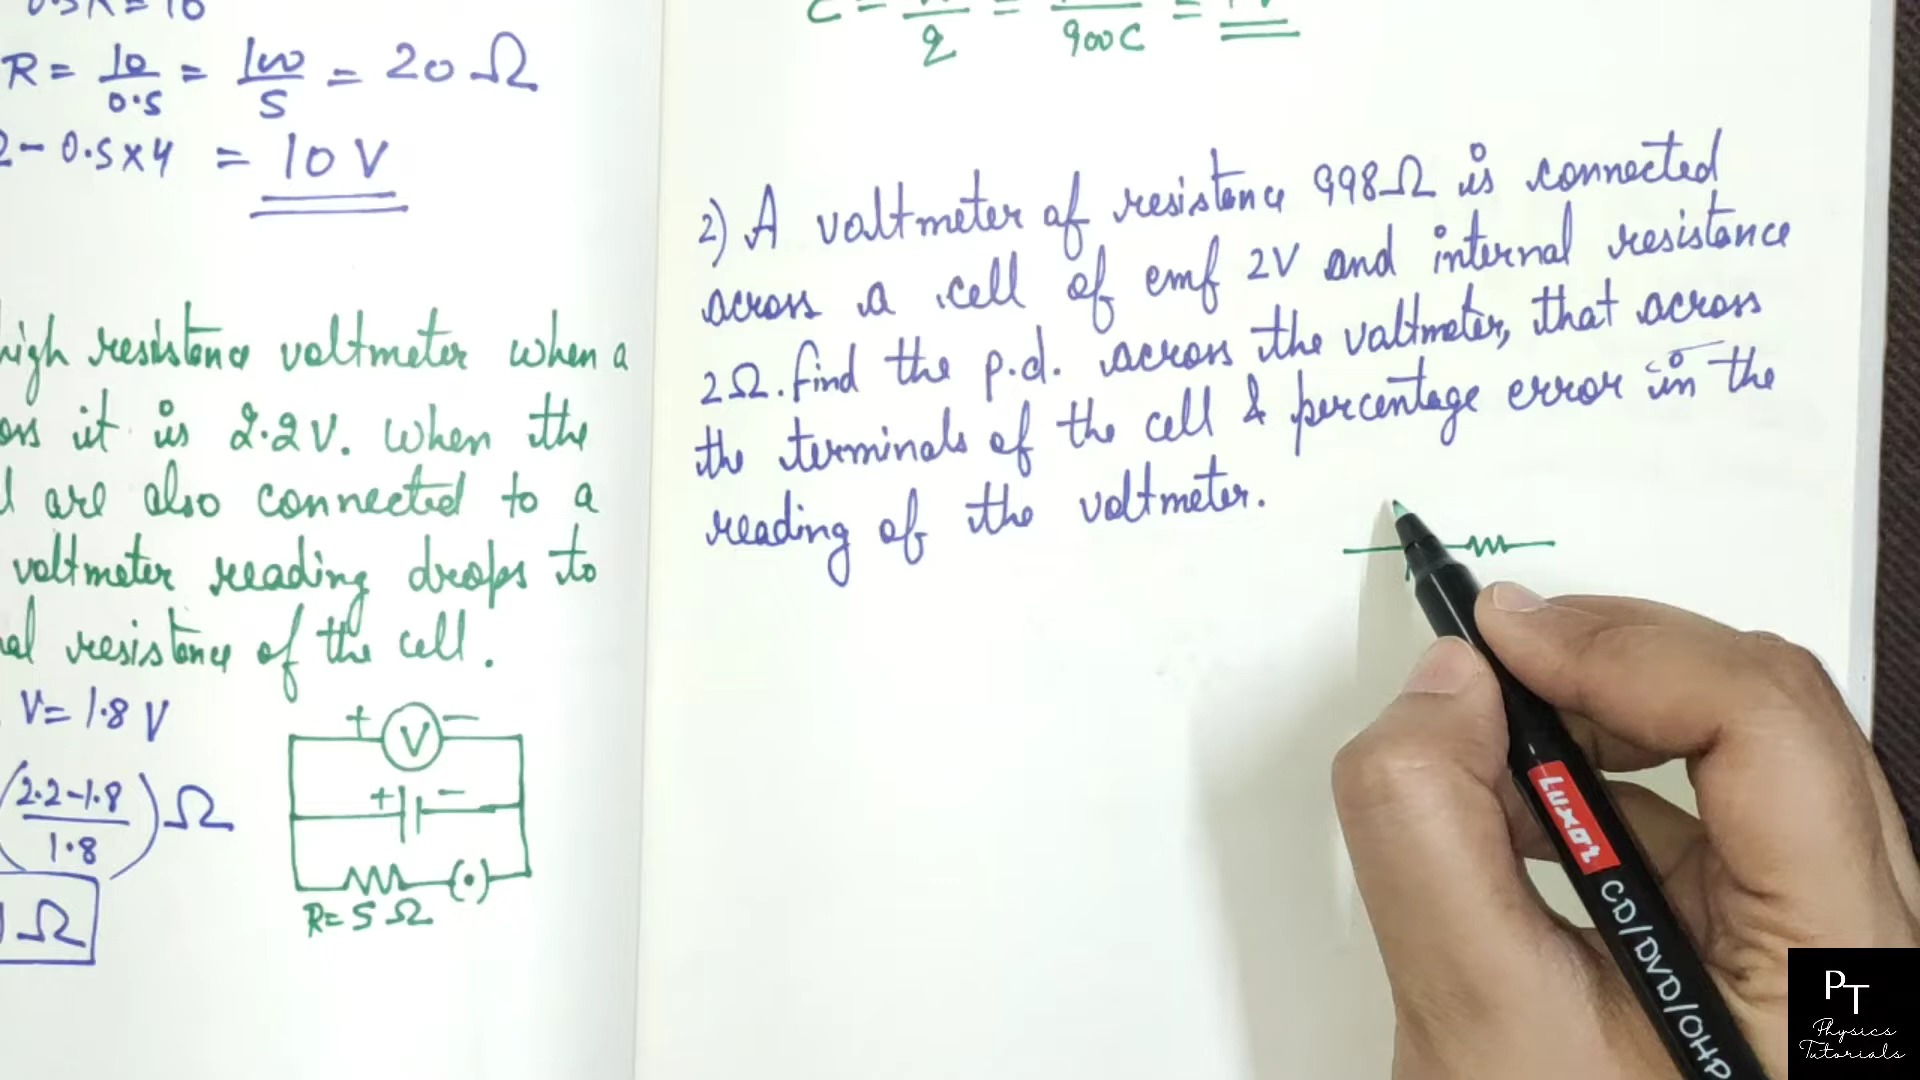 R = 10/0.5 = 100/5 = 20 Ω
- 0.5 x 4 = 10 V
high resistance voltmeter when a
it is 2.2V. When the
are also connected to a
voltmeter reading drops to
resistance of the cell.
V = 1.8 V
(2.2-1.8/1.8) Ω
Ω
+ V -
+ -
R = 5 Ω
900C
2) A voltmeter of resistance 998Ω is connected
across a cell of emf 2V and internal resistance
2Ω. find the p.d. across the voltmeter, that across
the terminals of the cell & percentage error in the
reading of the voltmeter.
LUXOR CD/DVD/OHP
PT
Physics
Tutorials